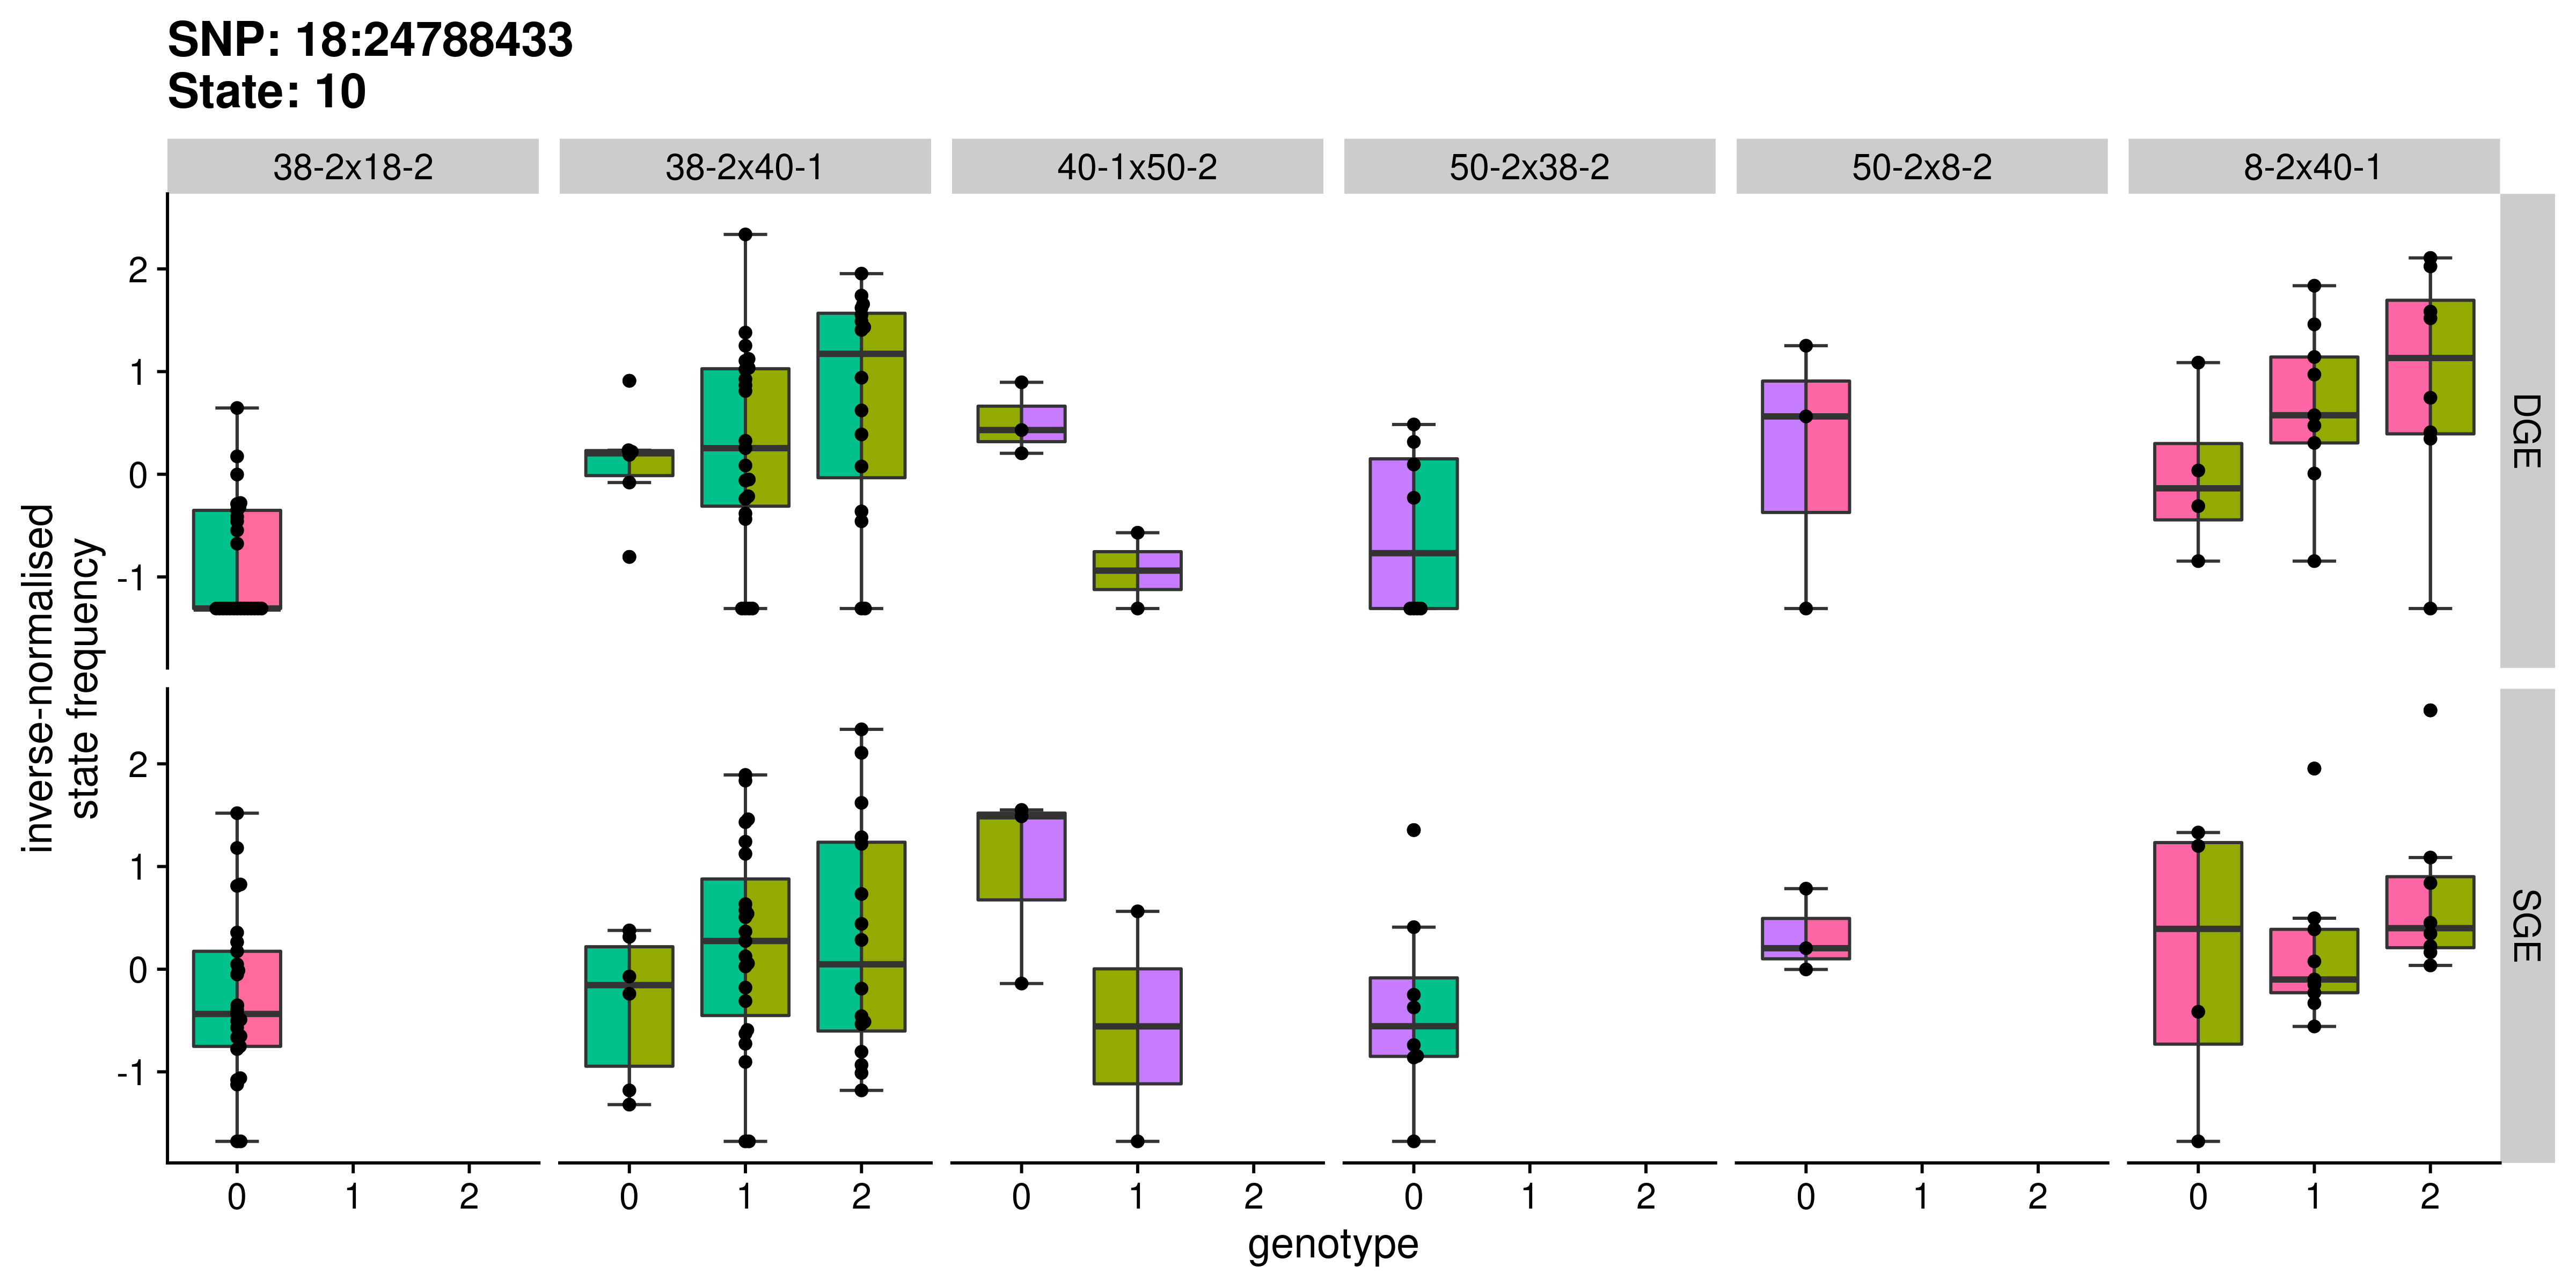 SNP: 18:24788433
State: 10
38-2x18-2
38-2x40-1
40-1x50-2
50-2x38-2
50-2x8-2
8-2x40-1
inverse-normalised
state frequency
2
1
0
-1
DGE
2
1
0
-1
SGE
0 1 2
0 1 2
0 1 2
0 1 2
0 1 2
0 1 2
genotype